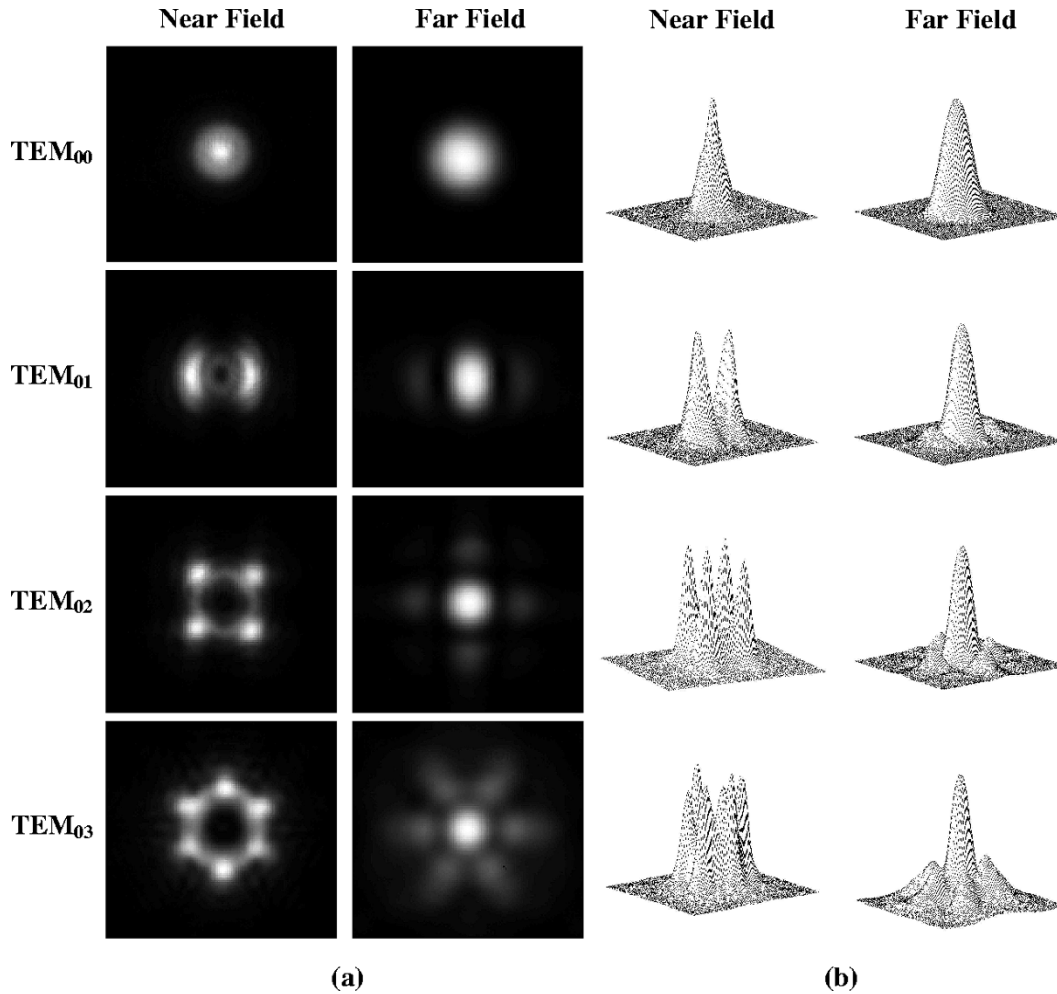 Near Field Far Field Near Field Far Field
TEM00
TEM01
TEM02
TEM03
(a) (b)